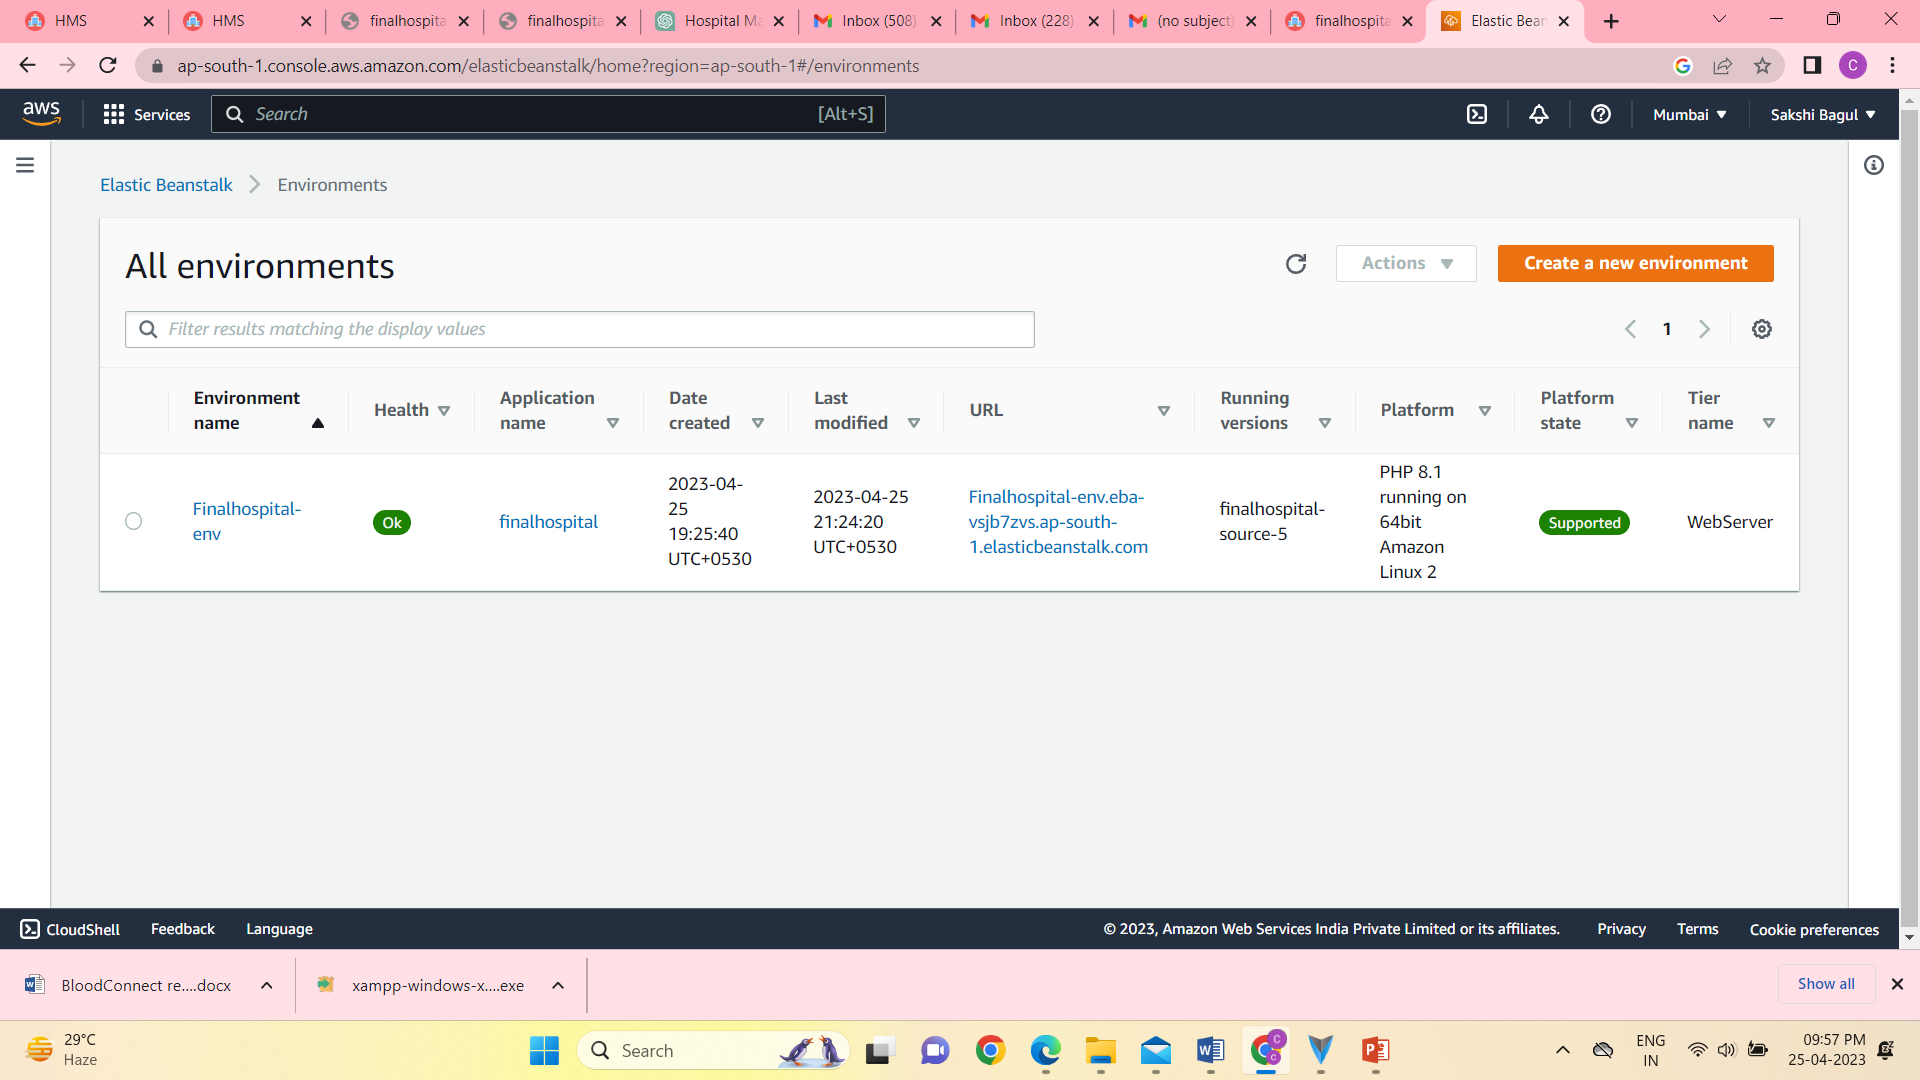 HMS
HMS
finalhospita
finalhospita
Hospital Ma
Inbox (508)
Inbox (228)
(no subject)
finalhospita
Elastic Bean
ap-south-1.console.aws.amazon.com/elasticbeanstalk/home?region=ap-south-1#/environments
C
aws
Services
Search
[Alt+S]
Mumbai
Sakshi Bagul
Elastic Beanstalk
Environments
All environments
Actions
Create a new environment
Filter results matching the display values
1
Environment
name
Health
Application
name
Date
created
Last
modified
URL
Running
versions
Platform
Platform
state
Tier
name
Finalhospital-
env
Ok
finalhospital
2023-04-
25
19:25:40
UTC+0530
2023-04-25
21:24:20
UTC+0530
Finalhospital-env.eba-
vsjb7zvs.ap-south-
1.elasticbeanstalk.com
finalhospital-
source-5
PHP 8.1
running on
64bit
Amazon
Linux 2
Supported
WebServer
CloudShell
Feedback
Language
© 2023, Amazon Web Services India Private Limited or its affiliates.
Privacy
Terms
Cookie preferences
BloodConnect re....docx
xampp-windows-x....exe
Show all
29°C
Haze
Search
ENG
IN
09:57 PM
25-04-2023